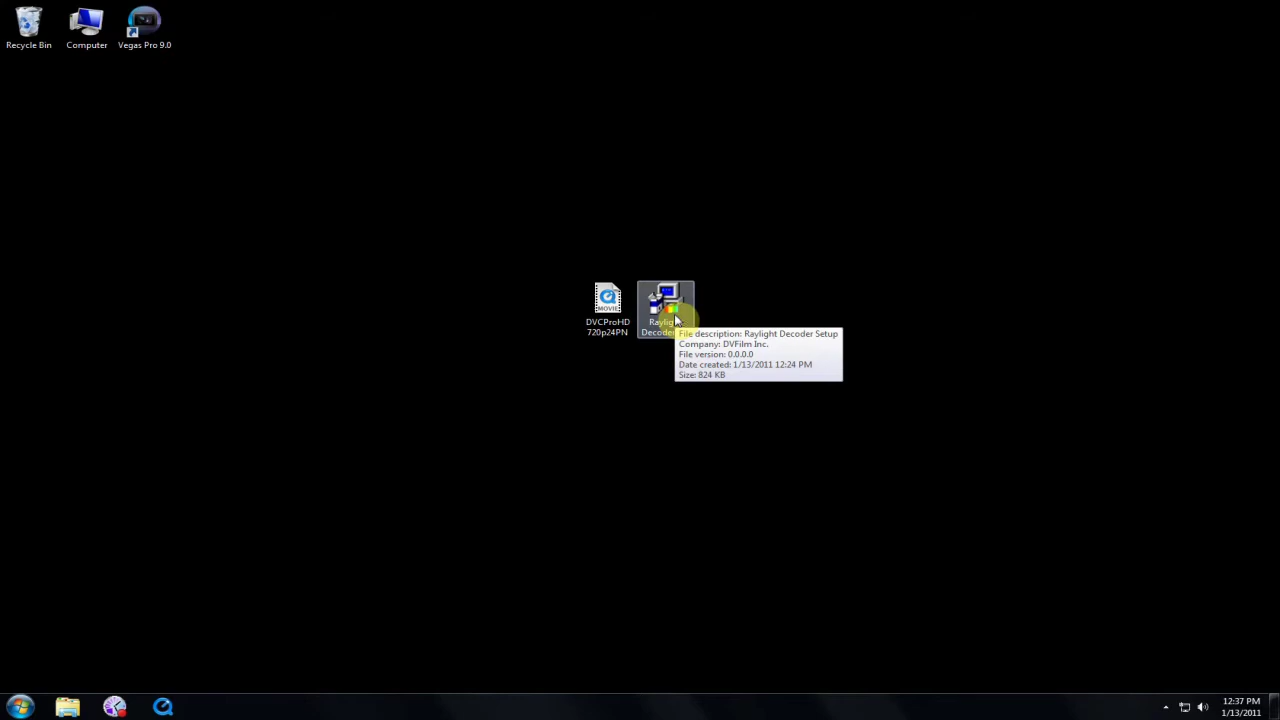 Recycle Bin
Computer
Vegas Pro 9.0
MOVIE
DVCProHD
720p24PN
File description: Raylight Decoder Setup
Company: DVFilm Inc.
File version: 0.0.0.0
Date created: 1/13/2011 12:24 PM
Size: 824 KB
12:37 PM
1/13/2011